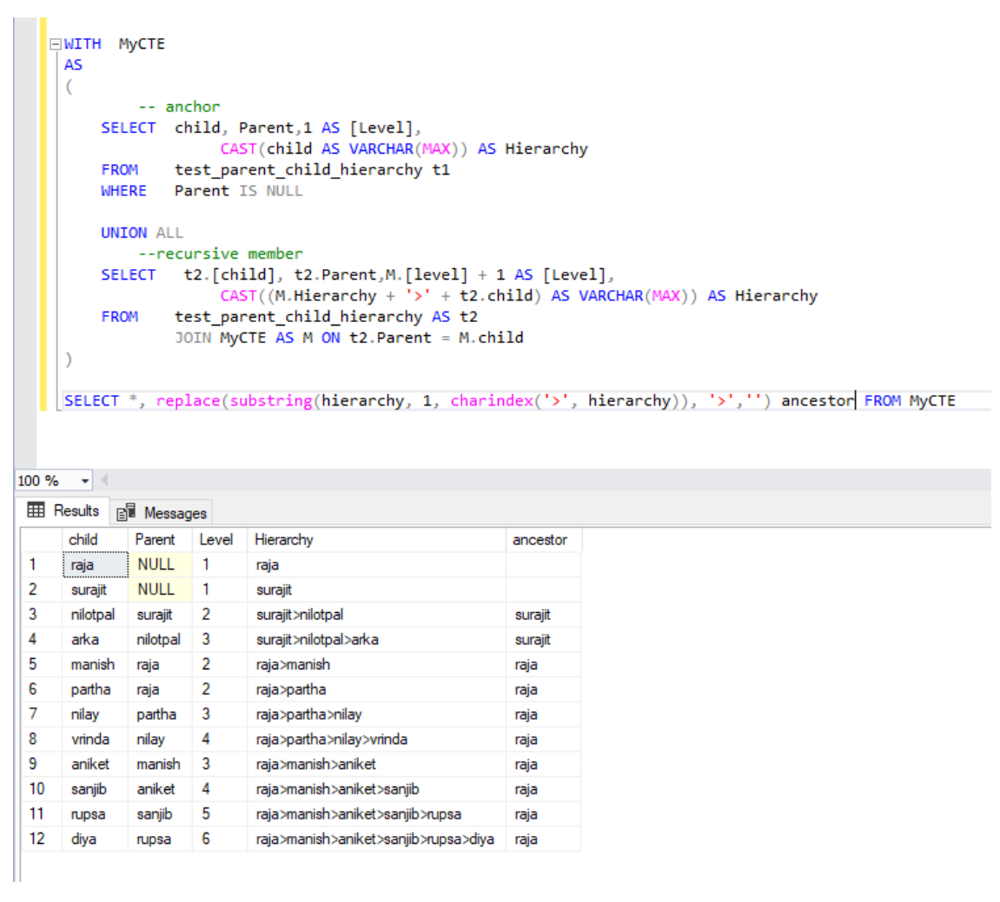 WITH MyCTE
AS
(
-- anchor
SELECT child, Parent,1 AS [Level],
CAST(child AS VARCHAR(MAX)) AS Hierarchy
FROM test_parent_child_hierarchy t1
WHERE Parent IS NULL
UNION ALL
--recursive member
SELECT t2.[child], t2.Parent,M.[level] + 1 AS [Level],
CAST((M.Hierarchy + '>' + t2.child) AS VARCHAR(MAX)) AS Hierarchy
FROM test_parent_child_hierarchy AS t2
JOIN MyCTE AS M ON t2.Parent = M.child
)
SELECT *, replace(substring(hierarchy, 1, charindex('>', hierarchy)), '>','') ancestor FROM MyCTE
100 %
Results Messages
child Parent Level Hierarchy ancestor
1 raja NULL 1 raja
2 surajit NULL 1 surajit
3 nilotpal surajit 2 surajit>nilotpal surajit
4 arka nilotpal 3 surajit>nilotpal>arka surajit
5 manish raja 2 raja>manish raja
6 partha raja 2 raja>partha raja
7 nilay partha 3 raja>partha>nilay raja
8 vrinda nilay 4 raja>partha>nilay>vrinda raja
9 aniket manish 3 raja>manish>aniket raja
10 sanjib aniket 4 raja>manish>aniket>sanjib raja
11 rupsa sanjib 5 raja>manish>aniket>sanjib>rupsa raja
12 diya rupsa 6 raja>manish>aniket>sanjib>rupsa>diya raja